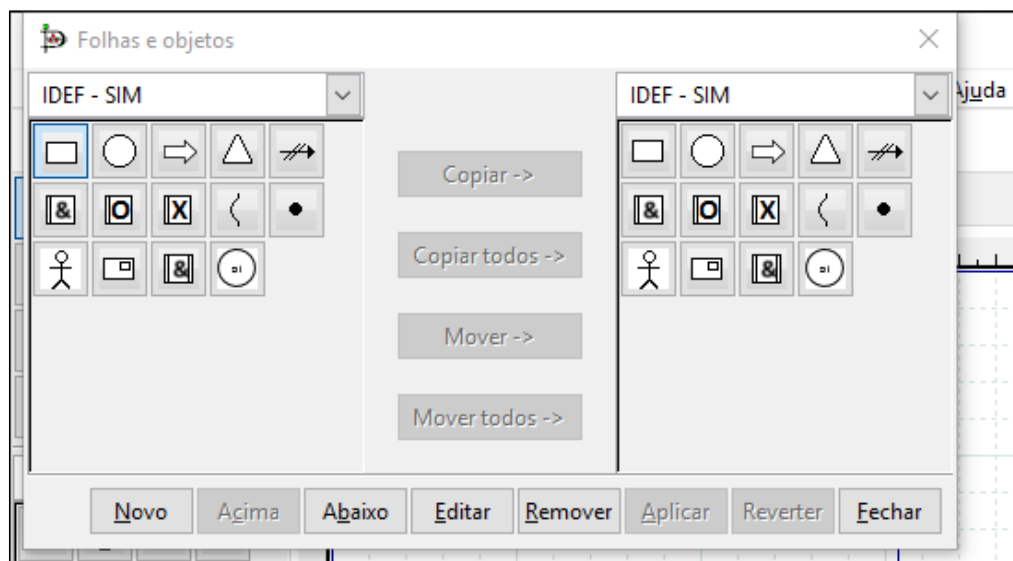 Folhas e objetos
IDEF - SIM
IDEF - SIM
Ajuda
Copiar ->
Copiar todos ->
Mover ->
Mover todos ->
& O X
& O X
&
&
Novo Acima Abaixo Editar Remover Aplicar Reverter Fechar